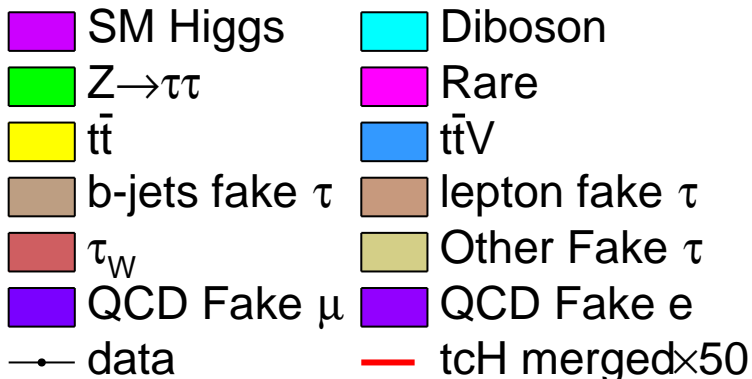 SM Higgs Diboson
Z→ττ Rare
tt̄ tt̄V
b-jets fake τ lepton fake τ
τ_W Other Fake τ
QCD Fake μ QCD Fake e
data tcH merged×50